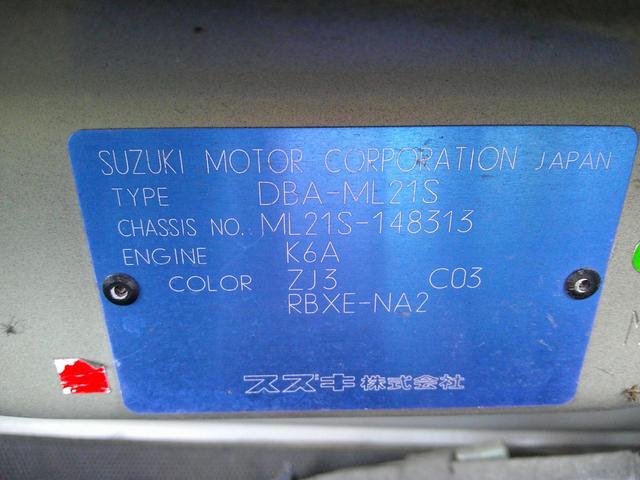 SUZUKI MOTOR CORPORATION JAPAN
TYPE DBA-ML21S
CHASSIS NO. ML21S-148313
ENGINE K6A
COLOR ZJ3 C03
RBXE-NA2
スズキ株式会社